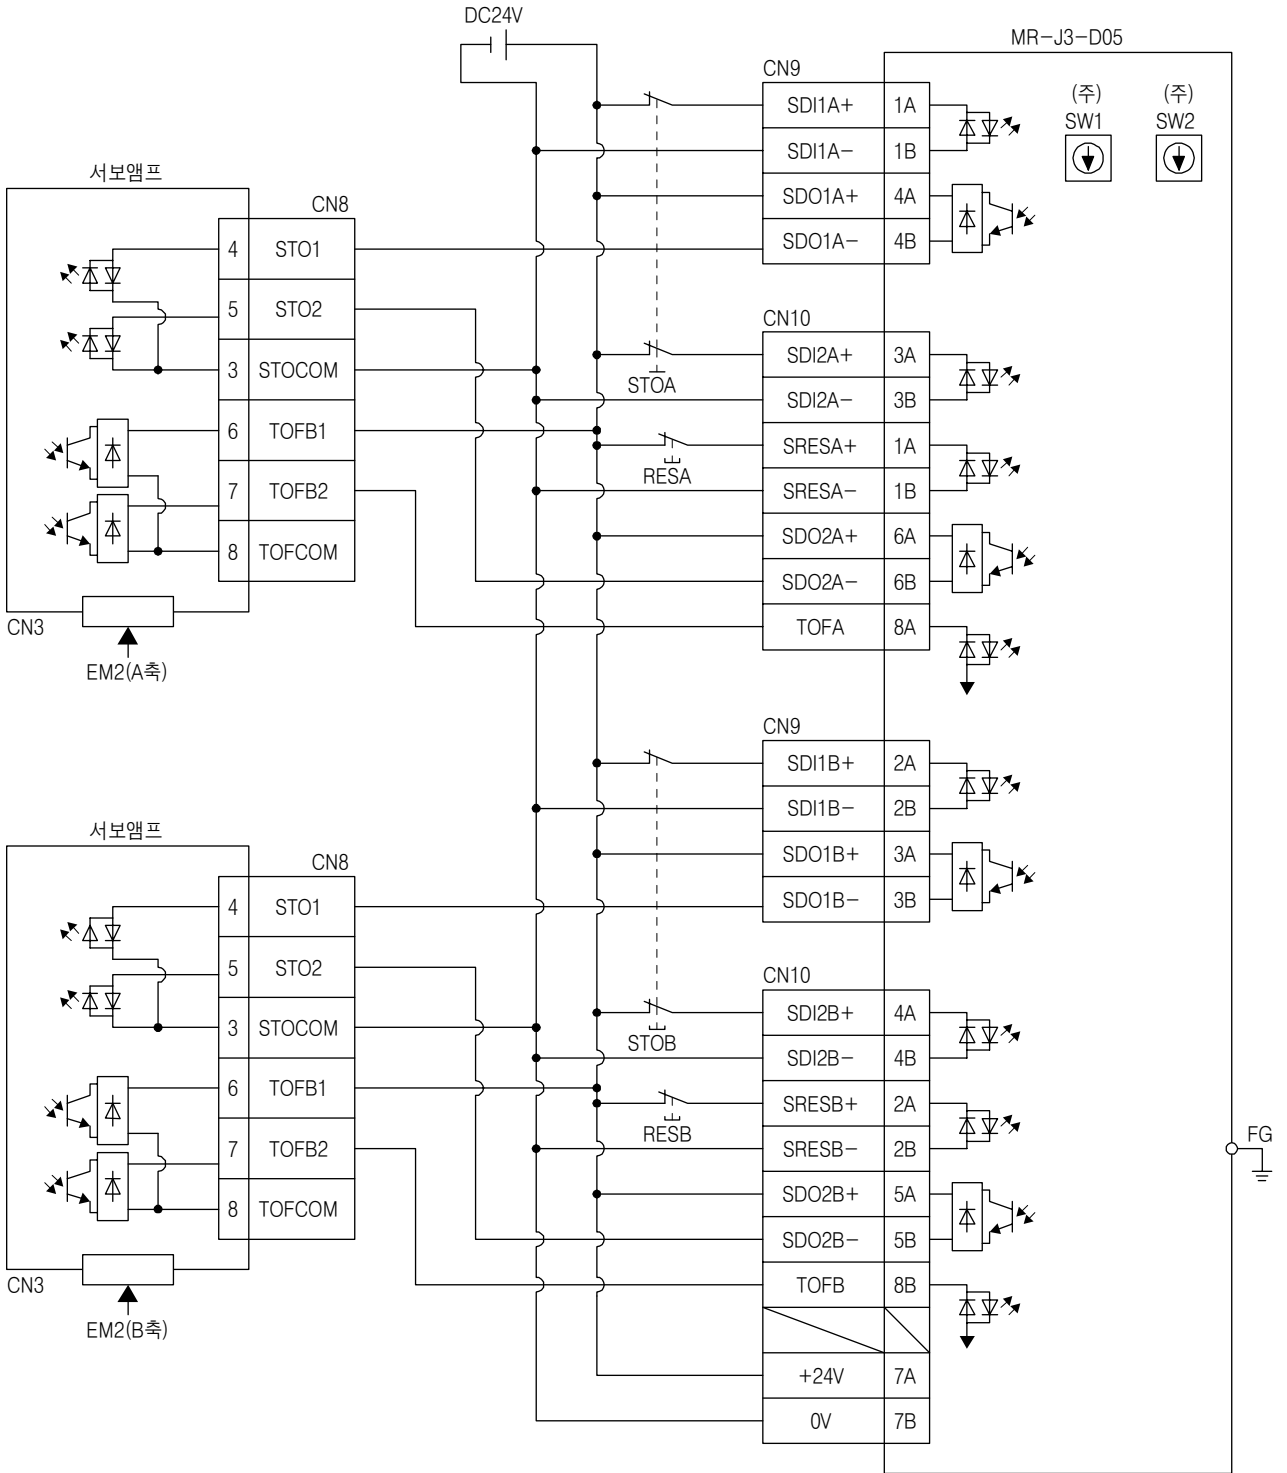 DC24V
MR-J3-D05
CN9
(주)
SW1
(주)
SW2
SDI1A+ 1A
SDI1A- 1B
SDO1A+ 4A
SDO1A- 4B
서보앰프
CN8
4 STO1
5 STO2
3 STOCOM
6 TOFB1
7 TOFB2
8 TOFCOM
CN3
EM2(A축)
CN10
STOA
RESA
SDI2A+ 3A
SDI2A- 3B
SRESA+ 1A
SRESA- 1B
SDO2A+ 6A
SDO2A- 6B
TOFA 8A
CN9
SDI1B+ 2A
SDI1B- 2B
SDO1B+ 3A
SDO1B- 3B
서보앰프
CN8
4 STO1
5 STO2
3 STOCOM
6 TOFB1
7 TOFB2
8 TOFCOM
CN3
EM2(B축)
CN10
STOB
RESB
SDI2B+ 4A
SDI2B- 4B
SRESB+ 2A
SRESB- 2B
SDO2B+ 5A
SDO2B- 5B
TOFB 8B
+24V 7A
0V 7B
FG